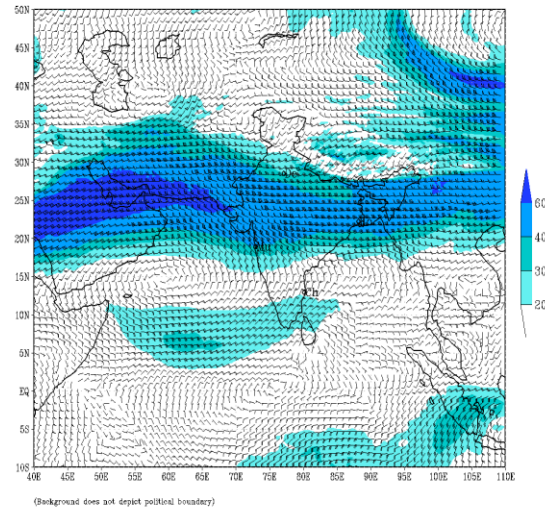 50N
45N
40N
35N
30N
25N
20N
15N
10N
5N
EQ
5S
10S
40E 45E 50E 55E 60E 65E 70E 75E 80E 85E 90E 95E 100E 105E 110E
Ch
60
40
30
20
(Background does not depict political boundary)